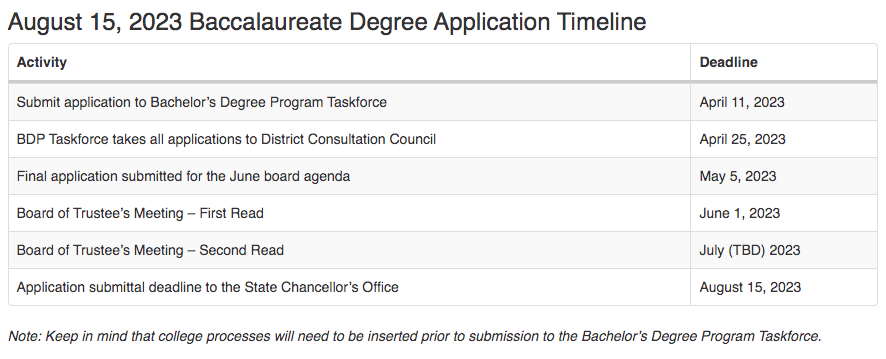 August 15, 2023 Baccalaureate Degree Application Timeline
Activity Deadline
Submit application to Bachelor’s Degree Program Taskforce April 11, 2023
BDP Taskforce takes all applications to District Consultation Council April 25, 2023
Final application submitted for the June board agenda May 5, 2023
Board of Trustee’s Meeting – First Read June 1, 2023
Board of Trustee’s Meeting – Second Read July (TBD) 2023
Application submittal deadline to the State Chancellor’s Office August 15, 2023
Note: Keep in mind that college processes will need to be inserted prior to submission to the Bachelor’s Degree Program Taskforce.